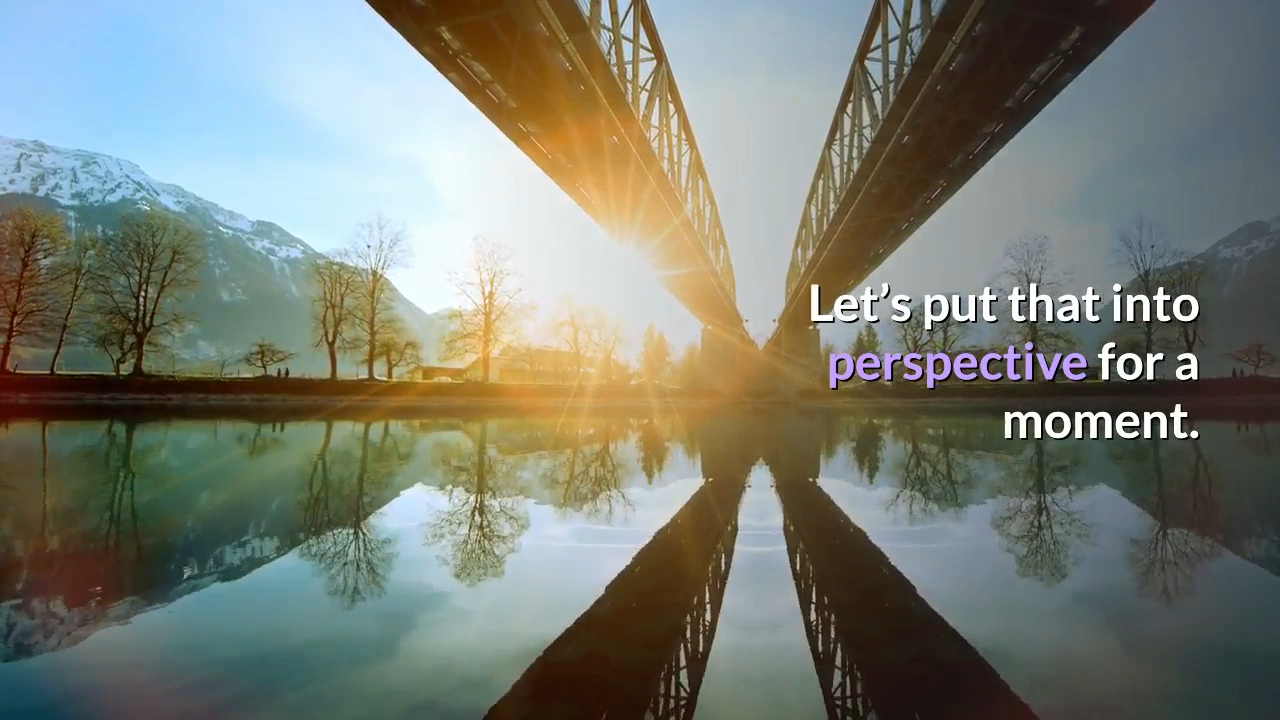 Let’s put that into
perspective for a
moment.